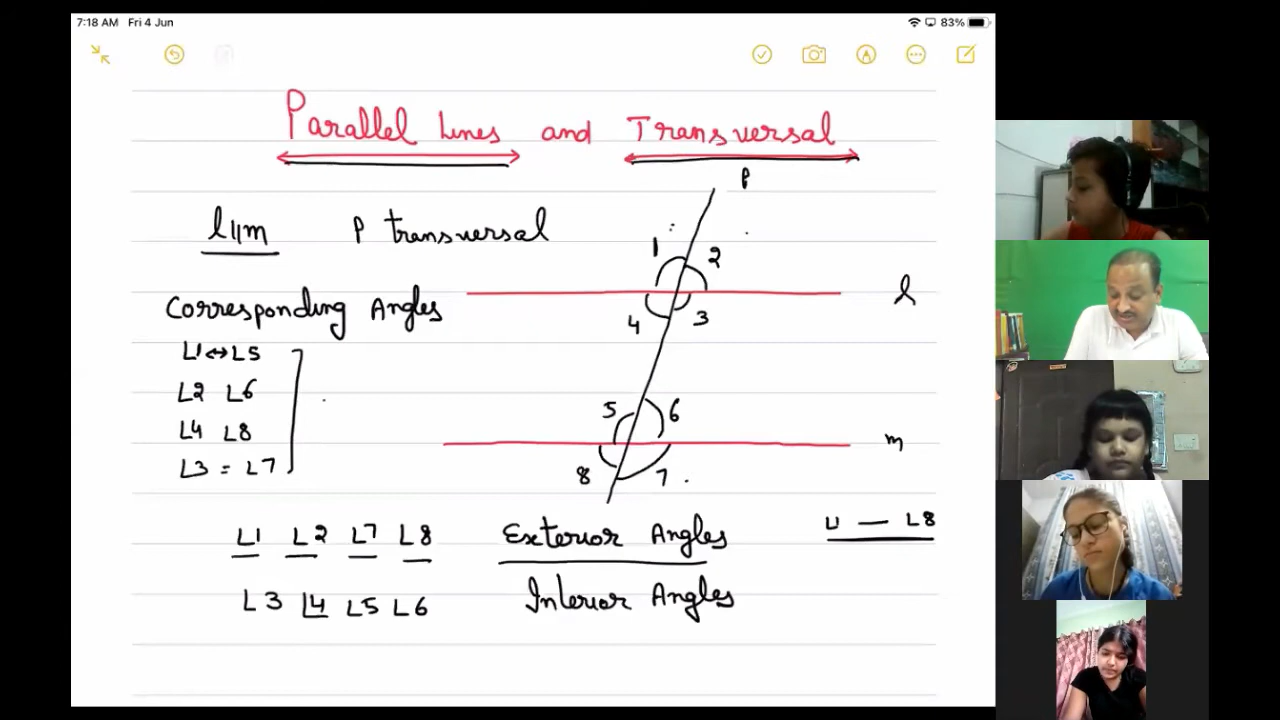 7:18 AM Fri 4 Jun 83%
Parallel Lines and Transversal
P
l||m P transversal
1 2
l
Corresponding Angles
4 3
∠1↔∠5
∠2 ∠6
5 6
∠4 ∠8
m
∠3 = ∠7
8 7
∠1 — ∠8
∠1 ∠2 ∠7 ∠8 Exterior Angles
∠3 ∠4 ∠5 ∠6 Interior Angles